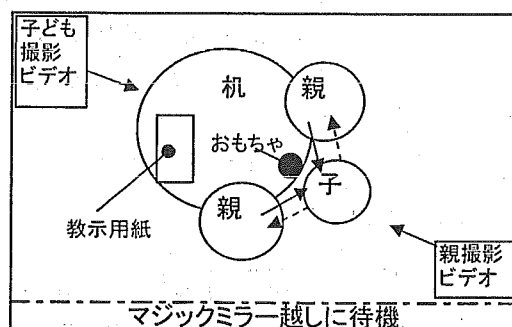 子ども
撮影
ビデオ
机
親
おもちゃ
子
親
教示用紙
親撮影
ビデオ
マジックミラー越しに待機